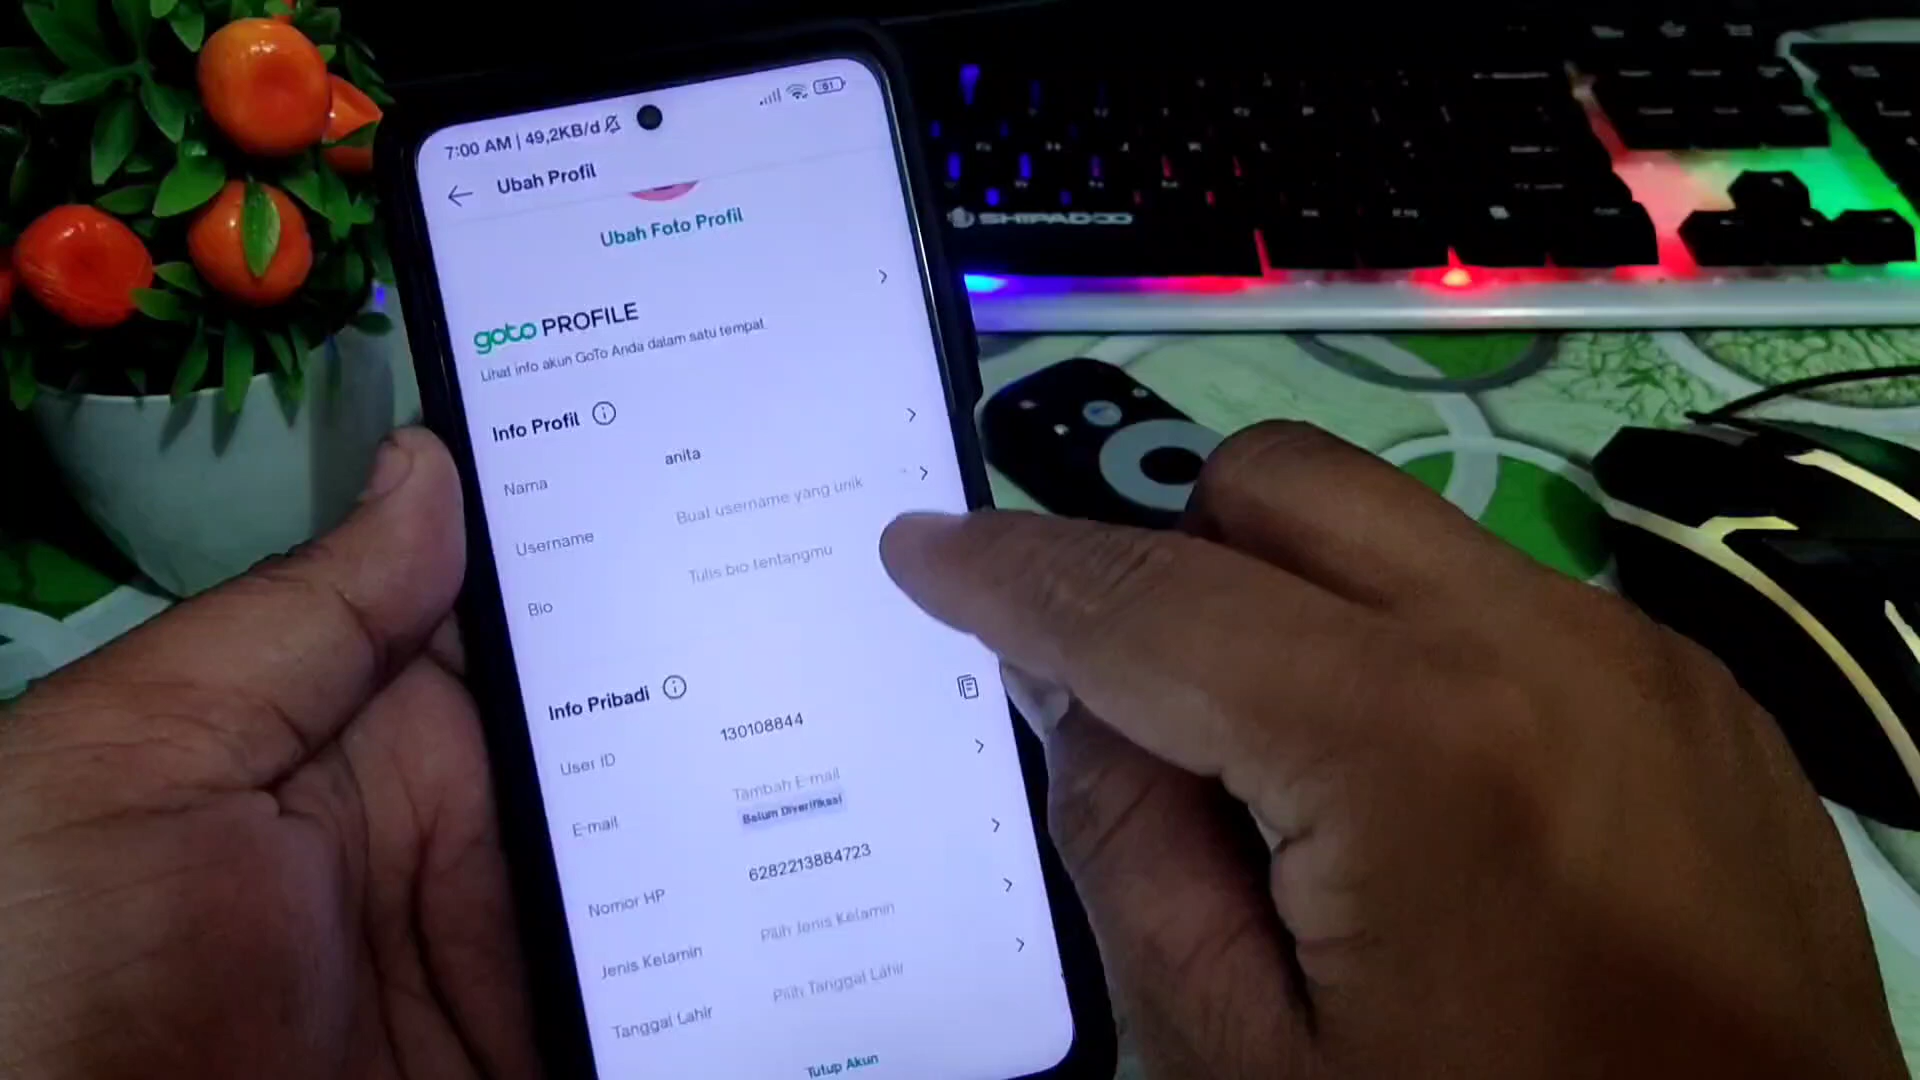 7:00 AM | 49,2KB/d
61
Ubah Profil
Ubah Foto Profil
goto PROFILE
Lihat info akun GoTo Anda dalam satu tempat.
Info Profil
Nama anita
Username Buat username yang unik
Bio Tulis bio tentangmu
Info Pribadi
User ID 130108844
E-mail Tambah E-mail
Belum Diverifikasi
Nomor HP 6282213884723
Jenis Kelamin Pilih Jenis Kelamin
Tanggal Lahir Pilih Tanggal Lahir
Tutup Akun